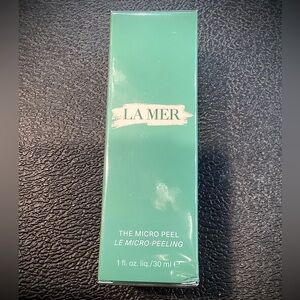 LA MER
THE MICRO PEEL
LE MICRO-PEELING
1 fl. oz. liq./30 ml ℮